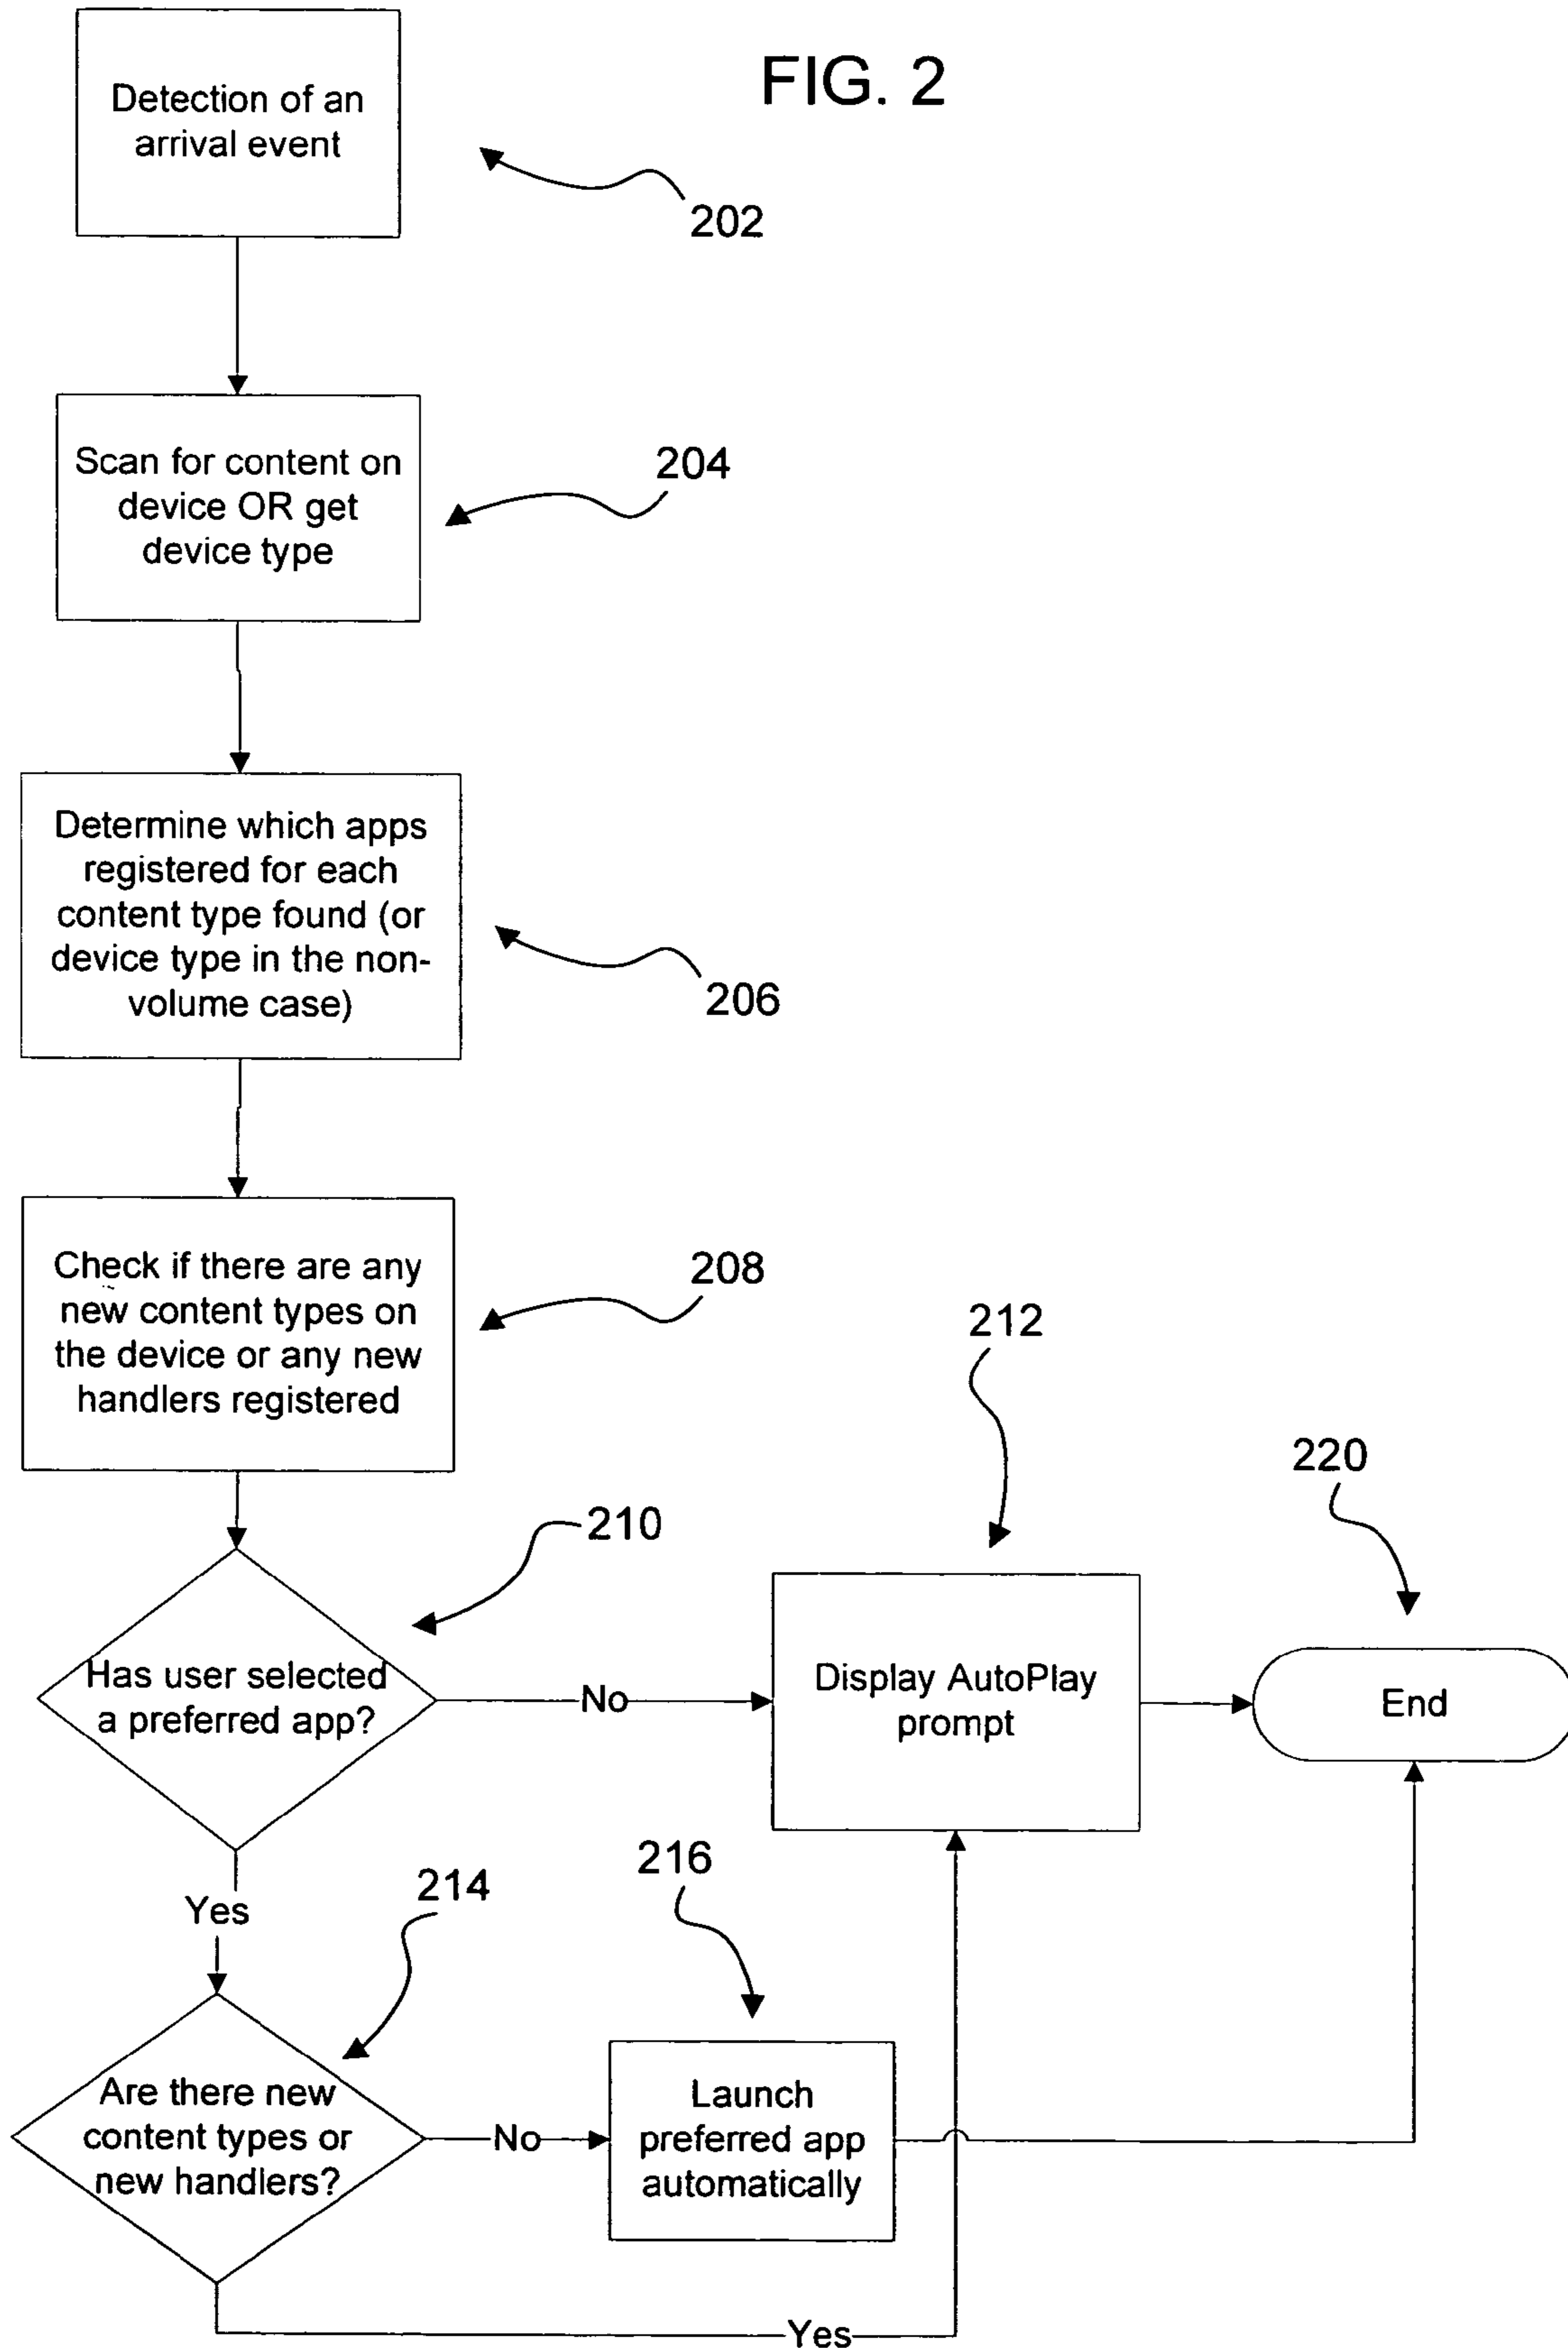 FIG. 2
Detection of an
arrival event
202
Scan for content on
device OR get
device type
204
Determine which apps
registered for each
content type found (or
device type in the non-
volume case)
206
Check if there are any
new content types on
the device or any new
handlers registered
208
212
220
210
Has user selected
a preferred app?
No
Display AutoPlay
prompt
End
Yes
214
216
Are there new
content types or
new handlers?
No
Launch
preferred app
automatically
Yes